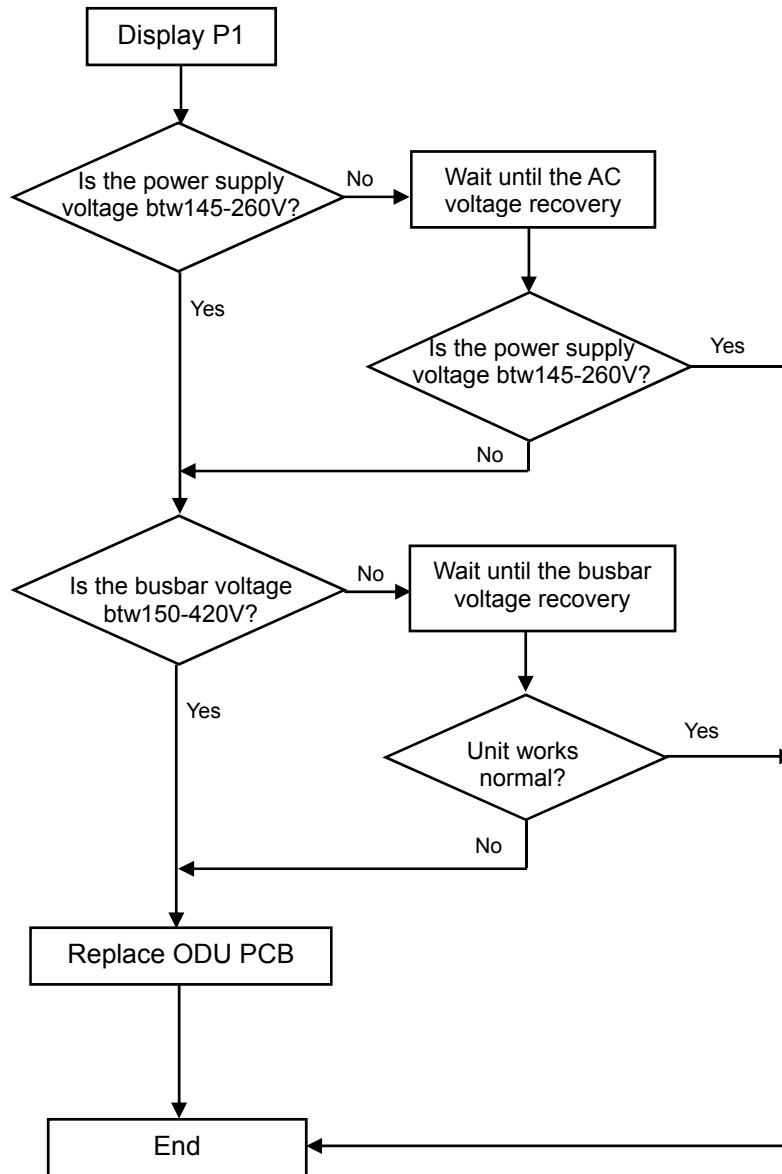 Display P1
Is the power supply
voltage btw145-260V?
No
Wait until the AC
voltage recovery
Yes
Is the power supply
voltage btw145-260V?
Yes
No
Is the busbar voltage
btw150-420V?
No
Wait until the busbar
voltage recovery
Yes
Unit works
normal?
Yes
No
Replace ODU PCB
End